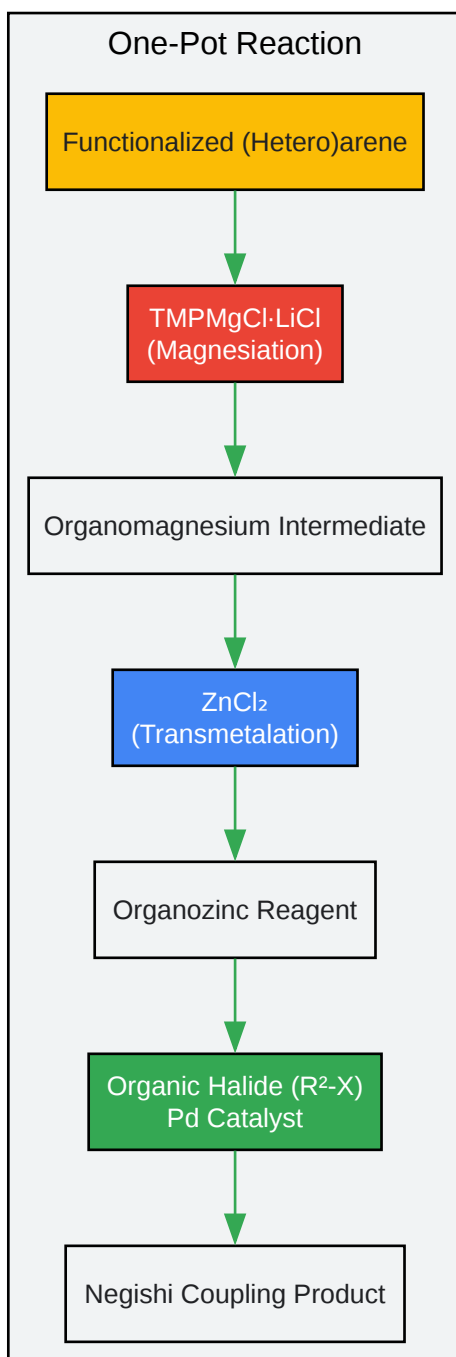 One-Pot Reaction
Functionalized (Hetero)arene
TMPMgCl·LiCl
(Magnesiation)
Organomagnesium Intermediate
ZnCl₂
(Transmetalation)
Organozinc Reagent
Organic Halide (R²-X)
Pd Catalyst
Negishi Coupling Product